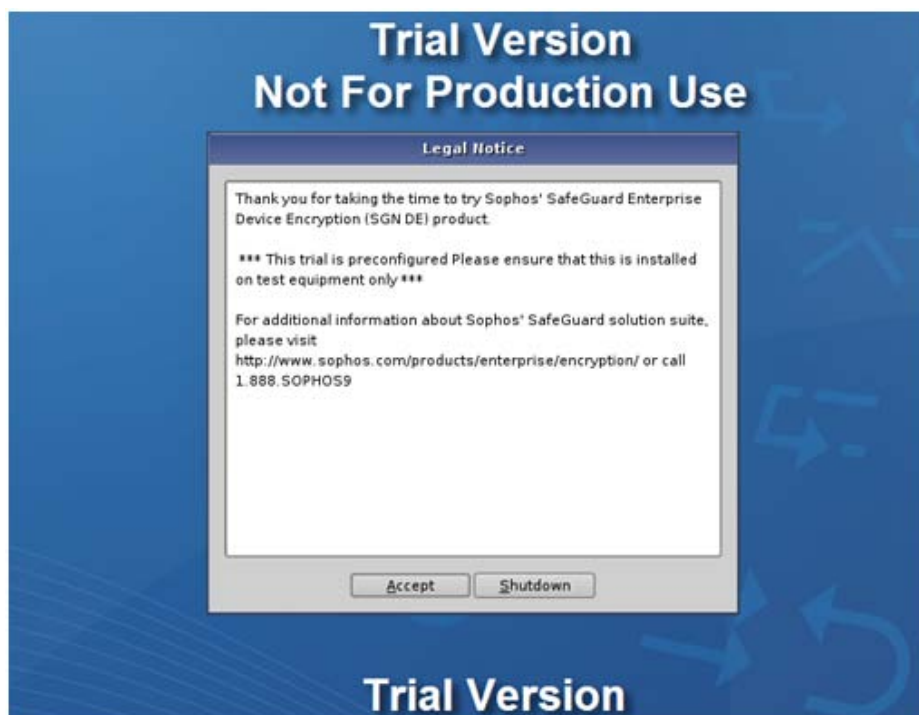 Trial Version
Not For Production Use
Legal Notice
Thank you for taking the time to try Sophos' SafeGuard Enterprise
Device Encryption (SGN DE) product.
*** This trial is preconfigured Please ensure that this is installed
on test equipment only ***
For additional information about Sophos' SafeGuard solution suite,
please visit
http://www.sophos.com/products/enterprise/encryption/ or call
1.888.SOPHOS9
Accept
Shutdown
Trial Version